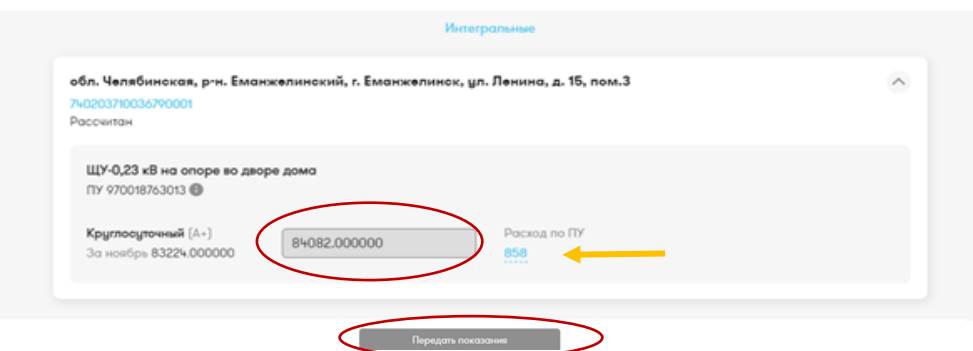 Интегральные
обл. Челябинская, р-н. Еманжелинский, г. Еманжелинск, ул. Ленина, д. 15, пом.3
740203710036790001
Рассчитан
ЩУ-0,23 кВ на опоре во дворе дома
ПУ 970018763013
Круглосуточный (А+)
84082.000000
Расход по ПУ
За ноябрь 83224.000000
858
Передать показания